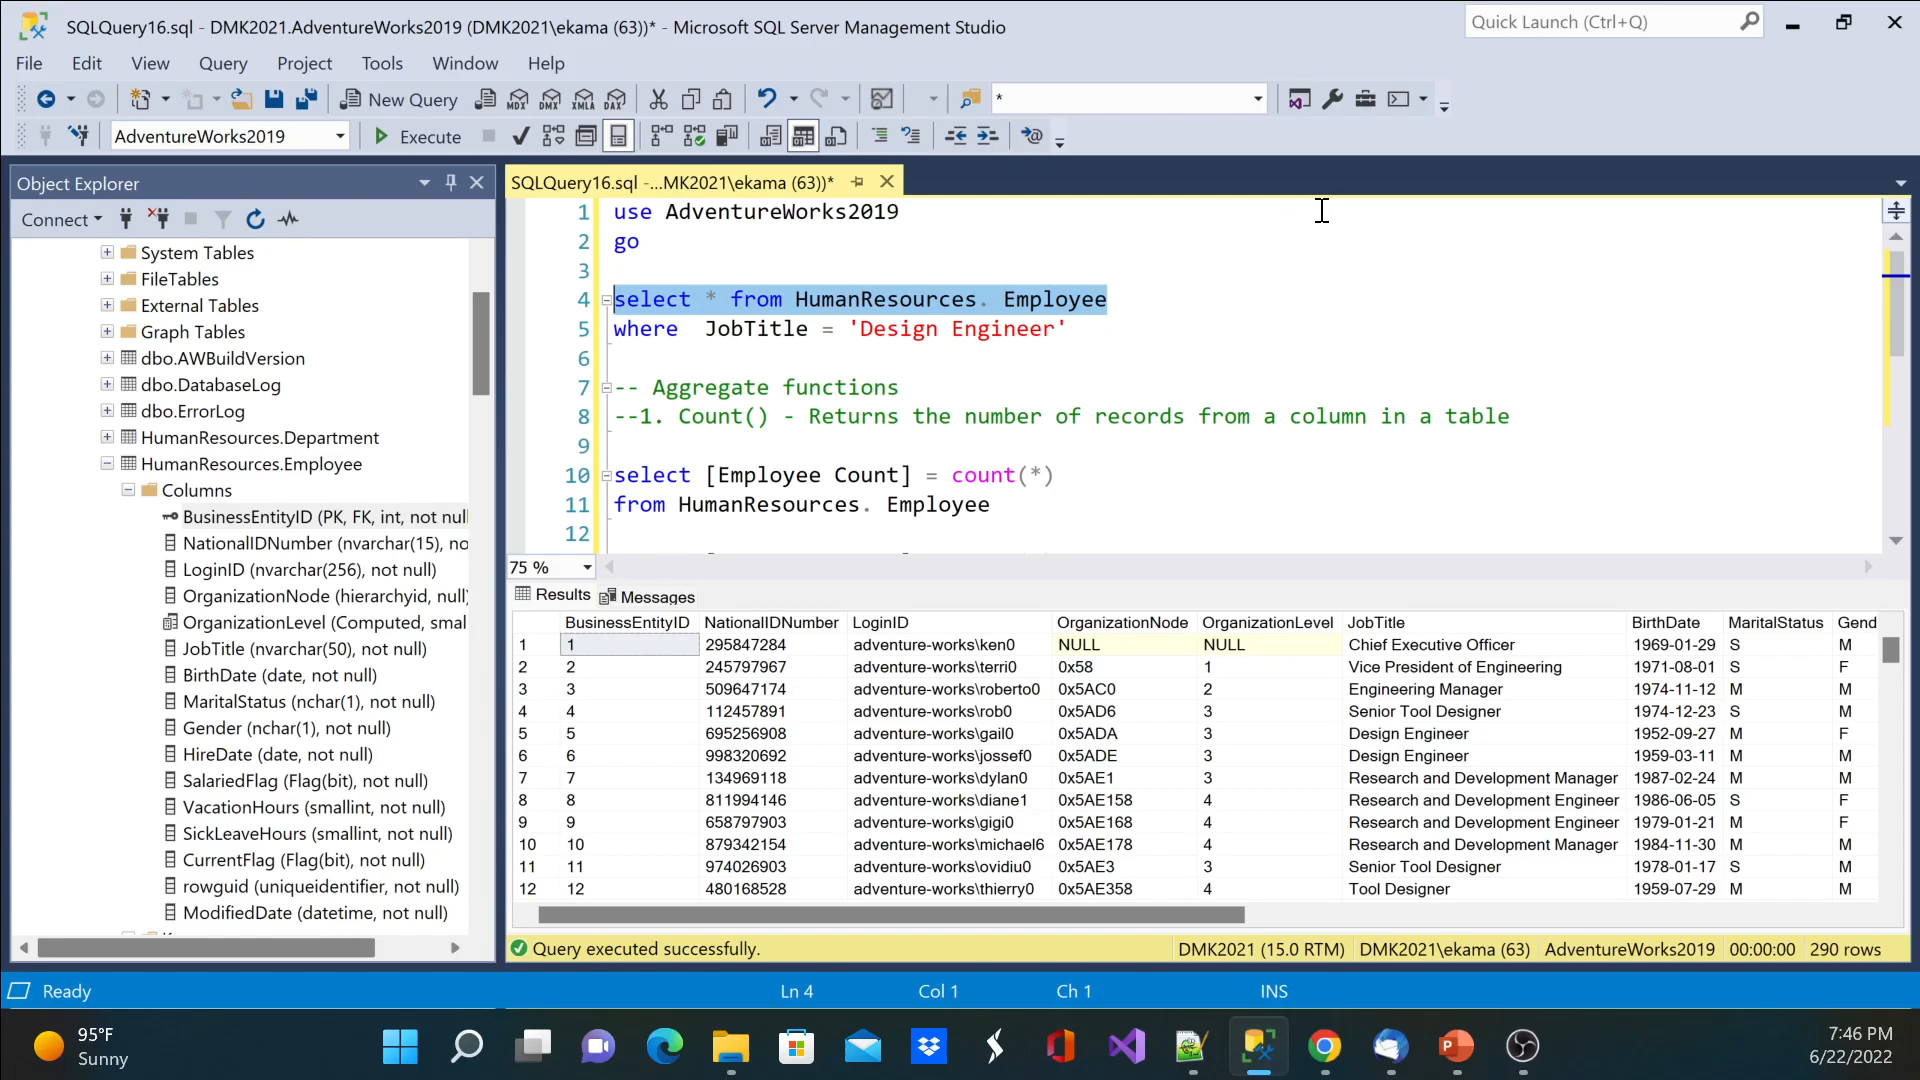 SQLQuery16.sql - DMK2021.AdventureWorks2019 (DMK2021\ekama (63))* - Microsoft SQL Server Management Studio
Quick Launch (Ctrl+Q)
File Edit View Query Project Tools Window Help
New Query MDX DMX XMLA DAX *
AdventureWorks2019 Execute
Object Explorer
SQLQuery16.sql -...MK2021\ekama (63))*
Connect
System Tables
FileTables
External Tables
Graph Tables
dbo.AWBuildVersion
dbo.DatabaseLog
dbo.ErrorLog
HumanResources.Department
HumanResources.Employee
Columns
BusinessEntityID (PK, FK, int, not null
NationalIDNumber (nvarchar(15), no
LoginID (nvarchar(256), not null)
OrganizationNode (hierarchyid, null)
OrganizationLevel (Computed, smal
JobTitle (nvarchar(50), not null)
BirthDate (date, not null)
MaritalStatus (nchar(1), not null)
Gender (nchar(1), not null)
HireDate (date, not null)
SalariedFlag (Flag(bit), not null)
VacationHours (smallint, not null)
SickLeaveHours (smallint, not null)
CurrentFlag (Flag(bit), not null)
rowguid (uniqueidentifier, not null)
ModifiedDate (datetime, not null)
1 use AdventureWorks2019
2 go
3
4 select * from HumanResources. Employee
5 where  JobTitle = 'Design Engineer'
6
7 -- Aggregate functions
8 --1. Count() - Returns the number of records from a column in a table
9
10 select [Employee Count] = count(*)
11 from HumanResources. Employee
12
75 %
Results Messages
BusinessEntityID NationalIDNumber LoginID OrganizationNode OrganizationLevel JobTitle BirthDate MaritalStatus Gend
1 1 295847284 adventure-works\ken0 NULL NULL Chief Executive Officer 1969-01-29 S M
2 2 245797967 adventure-works\terri0 0x58 1 Vice President of Engineering 1971-08-01 S F
3 3 509647174 adventure-works\roberto0 0x5AC0 2 Engineering Manager 1974-11-12 M M
4 4 112457891 adventure-works\rob0 0x5AD6 3 Senior Tool Designer 1974-12-23 S M
5 5 695256908 adventure-works\gail0 0x5ADA 3 Design Engineer 1952-09-27 M F
6 6 998320692 adventure-works\jossef0 0x5ADE 3 Design Engineer 1959-03-11 M M
7 7 134969118 adventure-works\dylan0 0x5AE1 3 Research and Development Manager 1987-02-24 M M
8 8 811994146 adventure-works\diane1 0x5AE158 4 Research and Development Engineer 1986-06-05 S F
9 9 658797903 adventure-works\gigi0 0x5AE168 4 Research and Development Engineer 1979-01-21 M F
10 10 879342154 adventure-works\michael6 0x5AE178 4 Research and Development Manager 1984-11-30 M M
11 11 974026903 adventure-works\ovidiu0 0x5AE3 3 Senior Tool Designer 1978-01-17 S M
12 12 480168528 adventure-works\thierry0 0x5AE358 4 Tool Designer 1959-07-29 M M
Query executed successfully. DMK2021 (15.0 RTM) DMK2021\ekama (63) AdventureWorks2019 00:00:00 290 rows
Ready Ln 4 Col 1 Ch 1 INS
95°F
Sunny
7:46 PM
6/22/2022